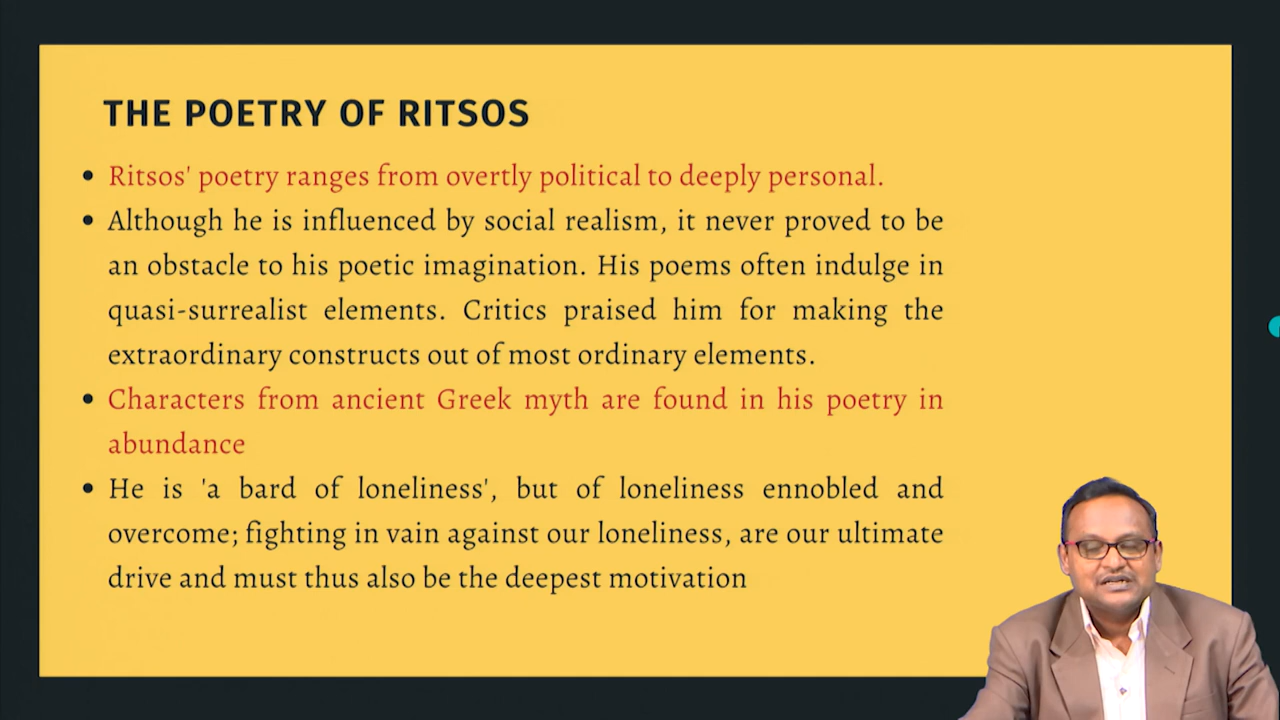 THE POETRY OF RITSOS
• Ritsos' poetry ranges from overtly political to deeply personal.
• Although he is influenced by social realism, it never proved to be
an obstacle to his poetic imagination. His poems often indulge in
quasi-surrealist elements. Critics praised him for making the
extraordinary constructs out of most ordinary elements.
• Characters from ancient Greek myth are found in his poetry in
abundance
• He is 'a bard of loneliness', but of loneliness ennobled and
overcome; fighting in vain against our loneliness, are our ultimate
drive and must thus also be the deepest motivation